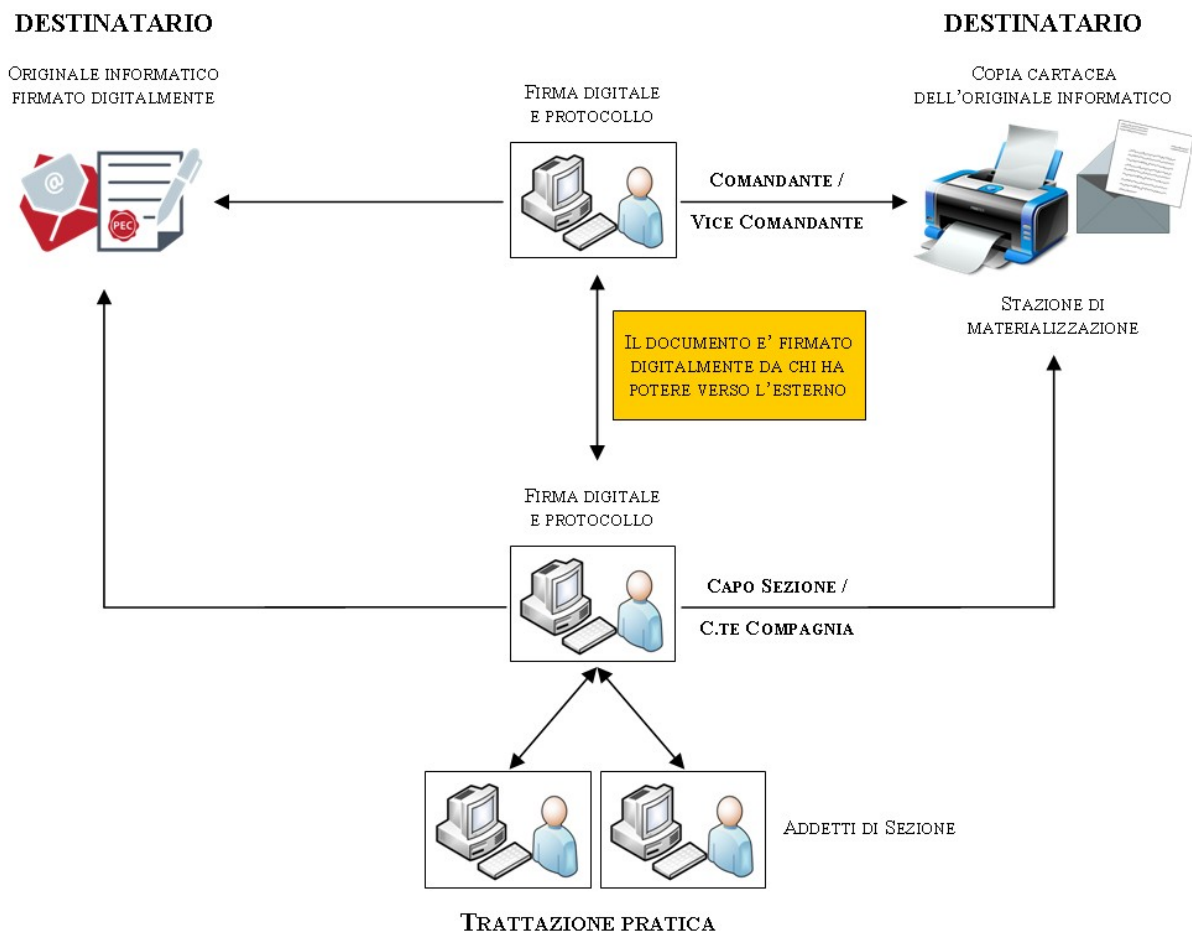 DESTINATARIO
DESTINATARIO
ORIGINALE INFORMATICO
FIRMATO DIGITALMENTE
FIRMA DIGITALE
E PROTOCOLLO
COPIA CARTACEA
DELL'ORIGINALE INFORMATICO
@
PEC
COMANDANTE /
VICE COMANDANTE
STAZIONE DI
MATERIALIZZAZIONE
IL DOCUMENTO E' FIRMATO
DIGITALMENTE DA CHI HA
POTERE VERSO L'ESTERNO
FIRMA DIGITALE
E PROTOCOLLO
CAPO SEZIONE /
C.TE COMPAGNIA
ADDETTI DI SEZIONE
TRATTAZIONE PRATICA